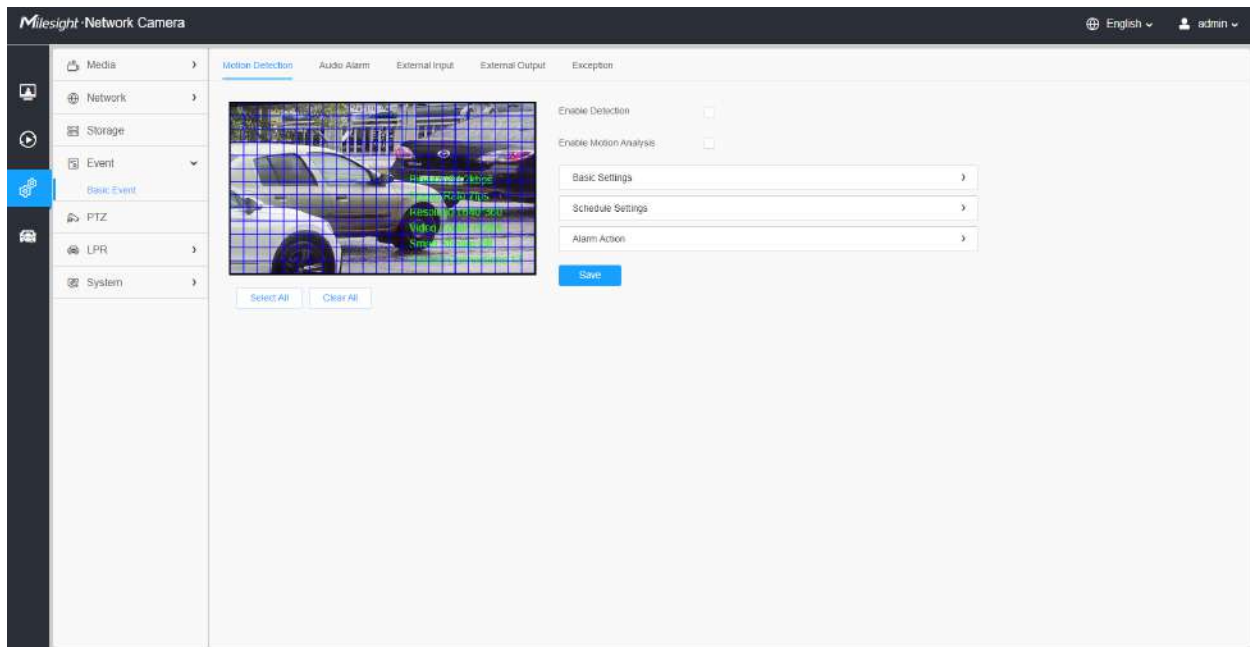 Milesight·Network Camera
English
admin
Media
Network
Storage
Event
Basic Event
PTZ
LPR
System
Motion Detection
Audio Alarm
External Input
External Output
Exception
Enable Detection
Enable Motion Analysis
Basic Settings
Schedule Settings
Alarm Action
Save
Select All
Clear All